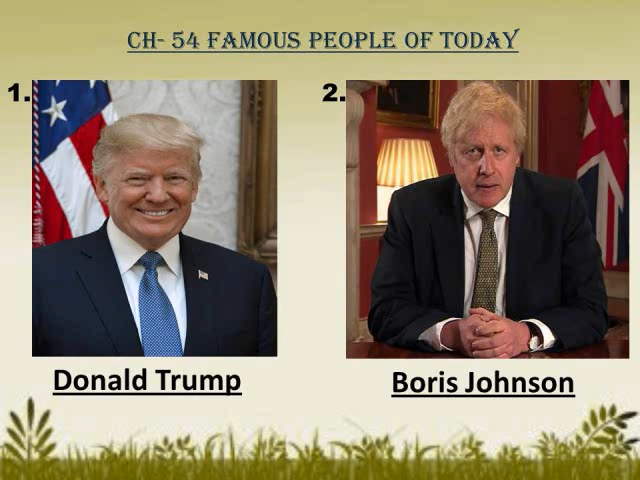 CH- 54 FAMOUS PEOPLE OF TODAY
1.
2.
Donald Trump
Boris Johnson